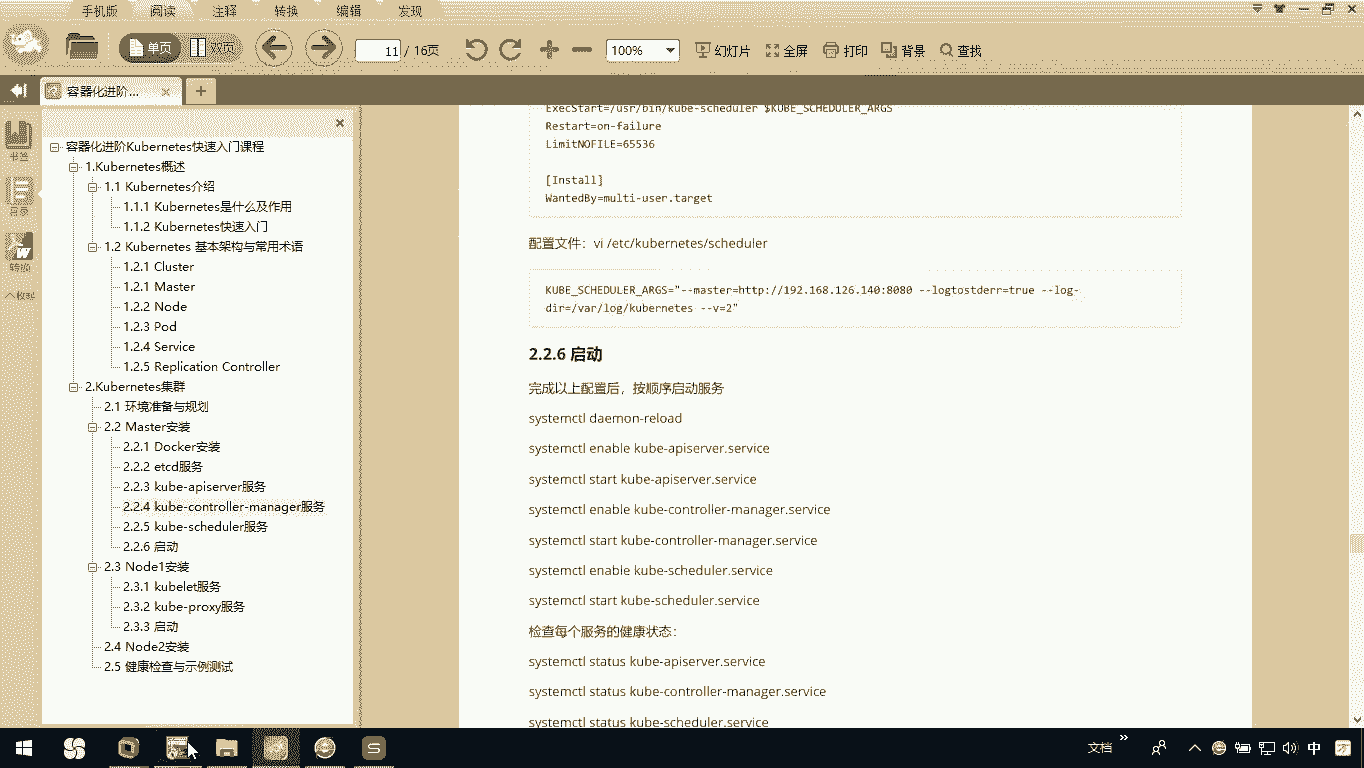 手机版 阅读 注释 转换 编辑 发现
单页 双页 11 / 16页 100% 幻灯片 全屏 打印 背景 查找
容器化进阶...
书签
目录
转换
容器化进阶Kubernetes快速入门课程
1.Kubernetes概述
1.1 Kubernetes介绍
1.1.1 Kubernetes是什么及作用
1.1.2 Kubernetes快速入门
1.2 Kubernetes 基本架构与常用术语
1.2.1 Cluster
1.2.1 Master
1.2.2 Node
1.2.3 Pod
1.2.4 Service
1.2.5 Replication Controller
2.Kubernetes集群
2.1 环境准备与规划
2.2 Master安装
2.2.1 Docker安装
2.2.2 etcd服务
2.2.3 kube-apiserver服务
2.2.4 kube-controller-manager服务
2.2.5 kube-scheduler服务
2.2.6 启动
2.3 Node1安装
2.3.1 kubelet服务
2.3.2 kube-proxy服务
2.3.3 启动
2.4 Node2安装
2.5 健康检查与示例测试
ExecStart=/usr/bin/kube-scheduler $KUBE_SCHEDULER_ARGS
Restart=on-failure
LimitNOFILE=65536
[Install]
WantedBy=multi-user.target
配置文件：vi /etc/kubernetes/scheduler
KUBE_SCHEDULER_ARGS="--master=http://192.168.126.140:8080 --logtostderr=true --log-
dir=/var/log/kubernetes --v=2"
2.2.6 启动
完成以上配置后，按顺序启动服务
systemctl daemon-reload
systemctl enable kube-apiserver.service
systemctl start kube-apiserver.service
systemctl enable kube-controller-manager.service
systemctl start kube-controller-manager.service
systemctl enable kube-scheduler.service
systemctl start kube-scheduler.service
检查每个服务的健康状态：
systemctl status kube-apiserver.service
systemctl status kube-controller-manager.service
systemctl status kube-scheduler.service
文档 中